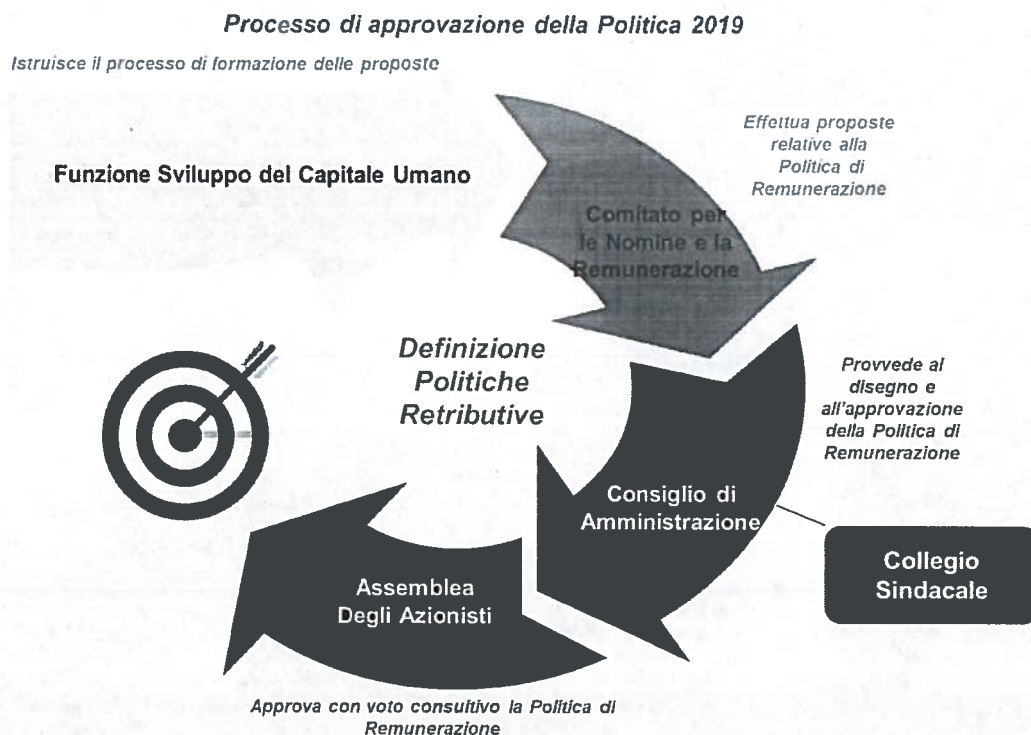 Processo di approvazione della Politica 2019
Istruisce il processo di formazione delle proposte
Funzione Sviluppo del Capitale Umano
Effettua proposte
relative alla
Politica di
Remunerazione
Comitato per
le Nomine e la
Remunerazione
Definizione
Politiche
Retributive
Provvede al
disegno e
all'approvazione
della Politica di
Remunerazione
Consiglio di
Amministrazione
Collegio
Sindacale
Assemblea
Degli Azionisti
Approva con voto consultivo la Politica di
Remunerazione